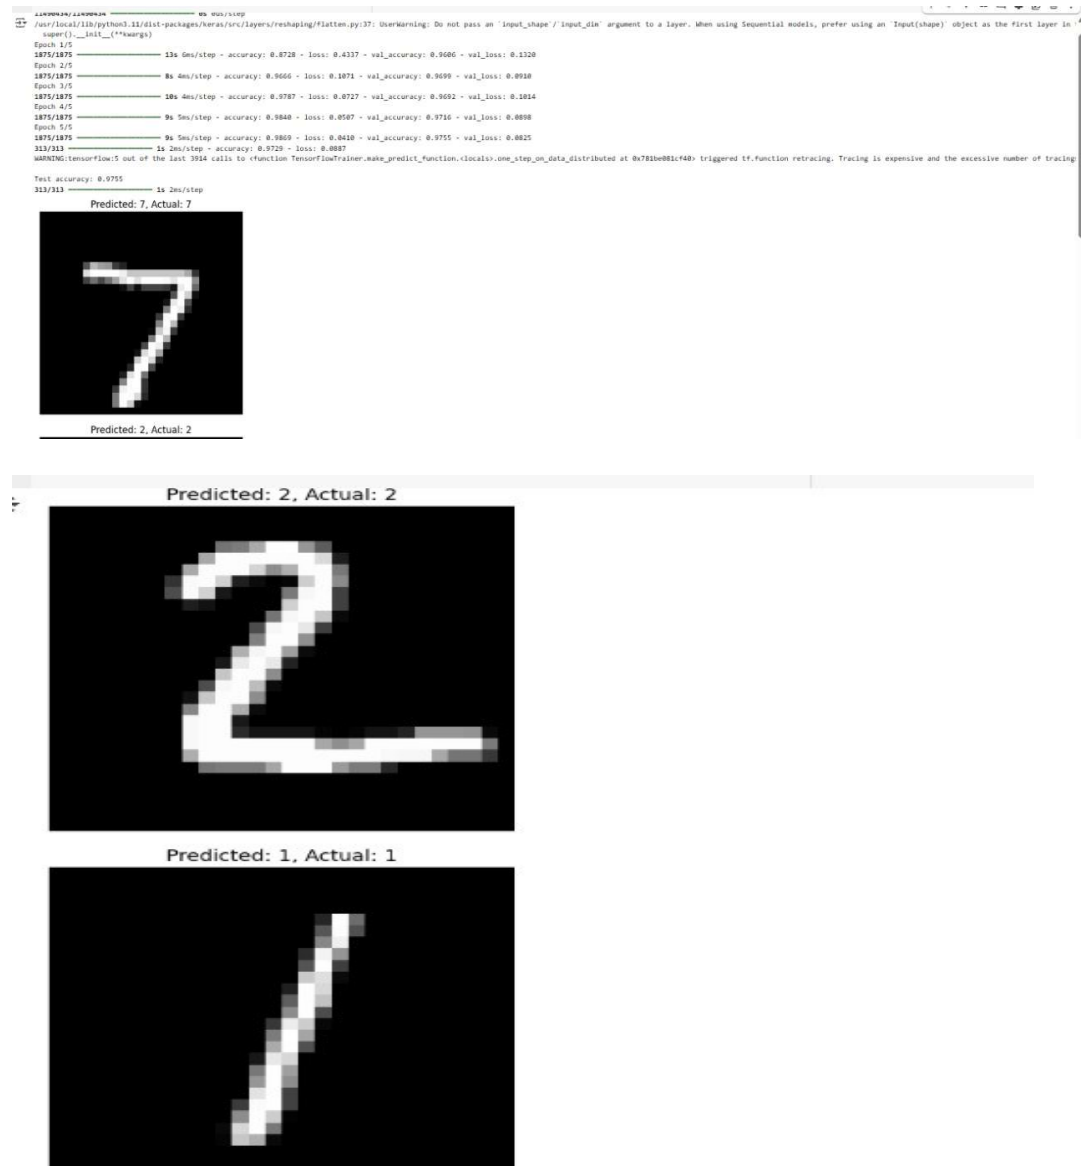 11490434/11490434 ━━━━━━━━━━━━━━━━━━━━ 0s 0us/step
/usr/local/lib/python3.11/dist-packages/keras/src/layers/reshaping/flatten.py:37: UserWarning: Do not pass an `input_shape`/`input_dim` argument to a layer. When using Sequential models, prefer using an `Input(shape)` object as the first layer in
super().__init__(**kwargs)
Epoch 1/5
1875/1875 ━━━━━━━━━━━━━━━━━━━━ 13s 6ms/step - accuracy: 0.8728 - loss: 0.4337 - val_accuracy: 0.9606 - val_loss: 0.1320
Epoch 2/5
1875/1875 ━━━━━━━━━━━━━━━━━━━━ 8s 4ms/step - accuracy: 0.9666 - loss: 0.1071 - val_accuracy: 0.9699 - val_loss: 0.0910
Epoch 3/5
1875/1875 ━━━━━━━━━━━━━━━━━━━━ 10s 4ms/step - accuracy: 0.9787 - loss: 0.0727 - val_accuracy: 0.9692 - val_loss: 0.1014
Epoch 4/5
1875/1875 ━━━━━━━━━━━━━━━━━━━━ 9s 5ms/step - accuracy: 0.9840 - loss: 0.0507 - val_accuracy: 0.9716 - val_loss: 0.0898
Epoch 5/5
1875/1875 ━━━━━━━━━━━━━━━━━━━━ 9s 5ms/step - accuracy: 0.9869 - loss: 0.0410 - val_accuracy: 0.9755 - val_loss: 0.0825
313/313 ━━━━━━━━━━━━━━━━━━━━ 1s 2ms/step - accuracy: 0.9729 - loss: 0.0887
WARNING:tensorflow:5 out of the last 3914 calls to <function TensorFlowTrainer.make_predict_function.<locals>.one_step_on_data_distributed at 0x781be081cf40> triggered tf.function retracing. Tracing is expensive and the excessive number of tracing
Test accuracy: 0.9755
313/313 ━━━━━━━━━━━━━━━━━━━━ 1s 2ms/step
Predicted: 7, Actual: 7
7
Predicted: 2, Actual: 2
Predicted: 2, Actual: 2
2
Predicted: 1, Actual: 1
1